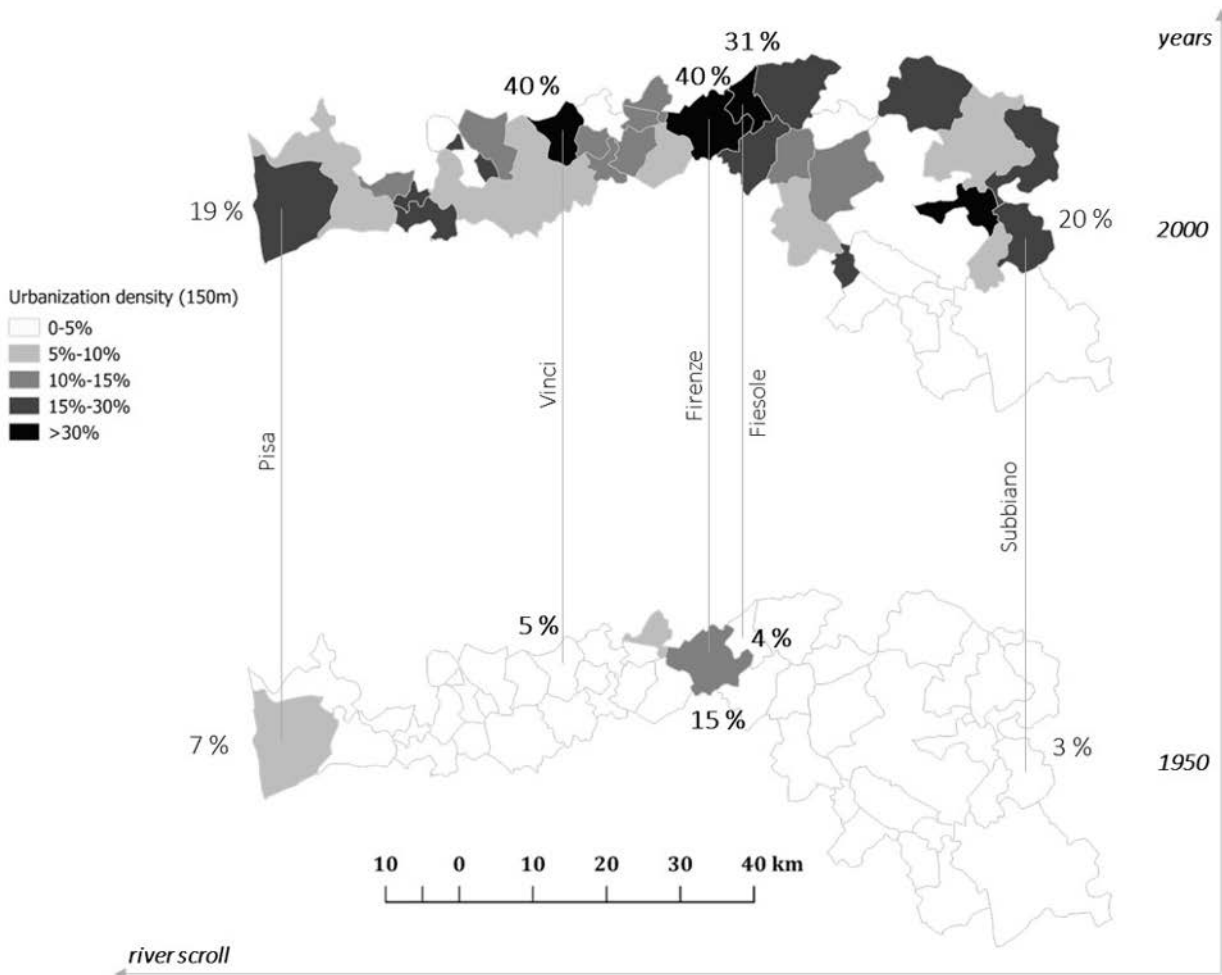 years
31 %
40 %
40 %
19 %
20 %
2000
Urbanization density (150m)
0-5%
5%-10%
10%-15%
15%-30%
>30%
Pisa
Vinci
Firenze
Fiesole
Subbiano
5 %
4 %
15 %
7 %
3 %
1950
10 0 10 20 30 40 km
river scroll